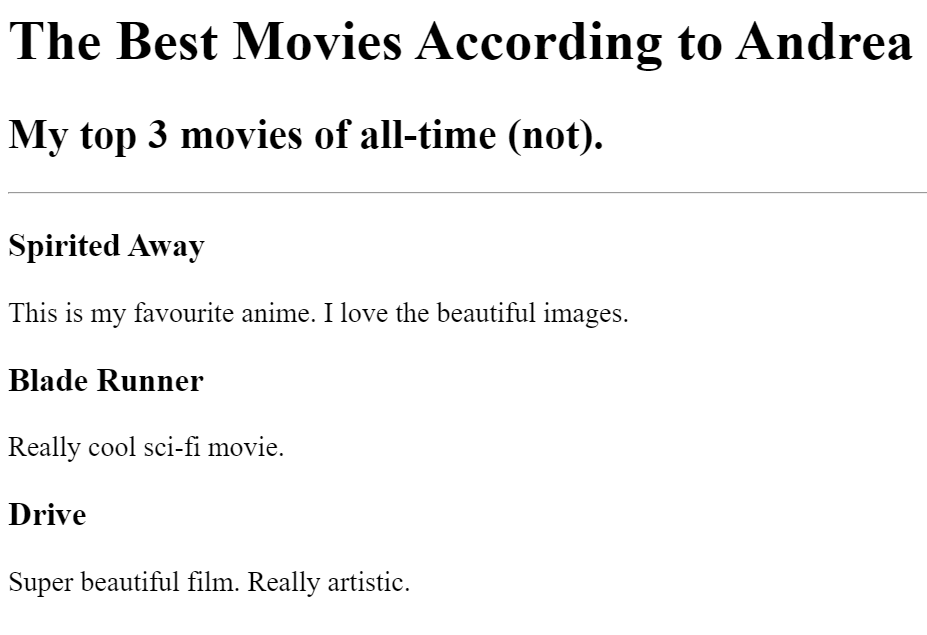 The Best Movies According to Andrea
My top 3 movies of all-time (not).
Spirited Away
This is my favourite anime. I love the beautiful images.
Blade Runner
Really cool sci-fi movie.
Drive
Super beautiful film. Really artistic.